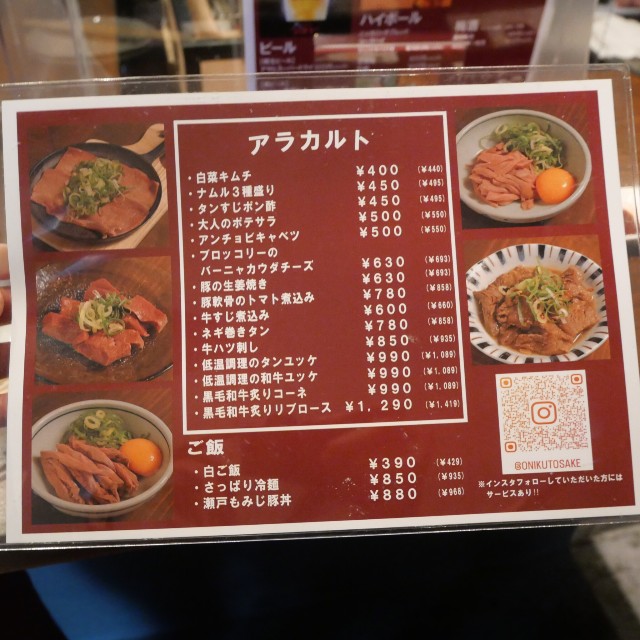 ハイボール
ビール
アラカルト
・白菜キムチ ¥400 (¥440)
・ナムル3種盛り ¥450 (¥495)
・タンすじポン酢 ¥450 (¥495)
・大人のポテサラ ¥500 (¥550)
・アンチョビキャベツ ¥500 (¥550)
・ブロッコリーの
バーニャカウダチーズ ¥630 (¥693)
・豚の生姜焼き ¥630 (¥693)
・豚軟骨のトマト煮込み ¥780 (¥858)
・牛すじ煮込み ¥600 (¥660)
・ネギ巻きタン ¥780 (¥858)
・牛ハツ刺し ¥850 (¥935)
・低温調理のタンユッケ ¥990 (¥1,089)
・低温調理の和牛ユッケ ¥990 (¥1,089)
・黒毛和牛炙りコーネ ¥990 (¥1,089)
・黒毛和牛炙りリブロース ¥1,290 (¥1,419)
ご飯
・白ご飯 ¥390 (¥429)
・さっぱり冷麺 ¥850 (¥935)
・瀬戸もみじ豚丼 ¥880 (¥968)
@ONIKUTOSAKE
※インスタフォローしていただいた方には
サービスあり!!